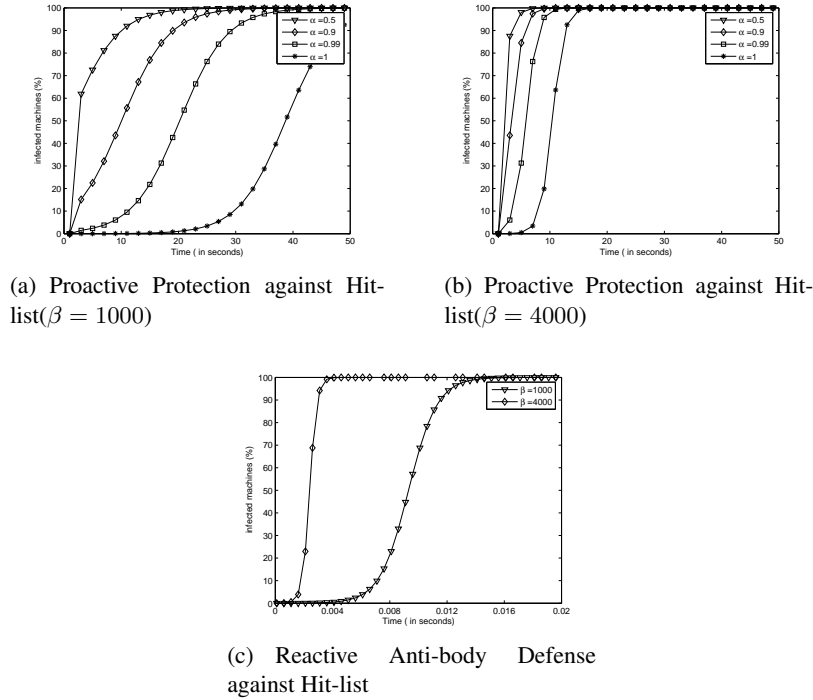 100
90
80
70
60
50
40
30
20
10
0
infected machines (%)
0 10 20 30 40 50
Time ( in seconds)
α =0.5
α =0.9
α =0.99
α =1
(a) Proactive Protection against Hit-
list(β = 1000)
100
90
80
70
60
50
40
30
20
10
0
infected machines (%)
0 10 20 30 40 50
Time ( in seconds)
α =0.5
α =0.9
α =0.99
α =1
(b) Proactive Protection against Hit-
list(β = 4000)
100
90
80
70
60
50
40
30
20
10
0
infected machines (%)
0 0.004 0.008 0.012 0.016 0.02
Time ( in seconds)
β =1000
β =4000
(c) Reactive Anti-body Defense
against Hit-list